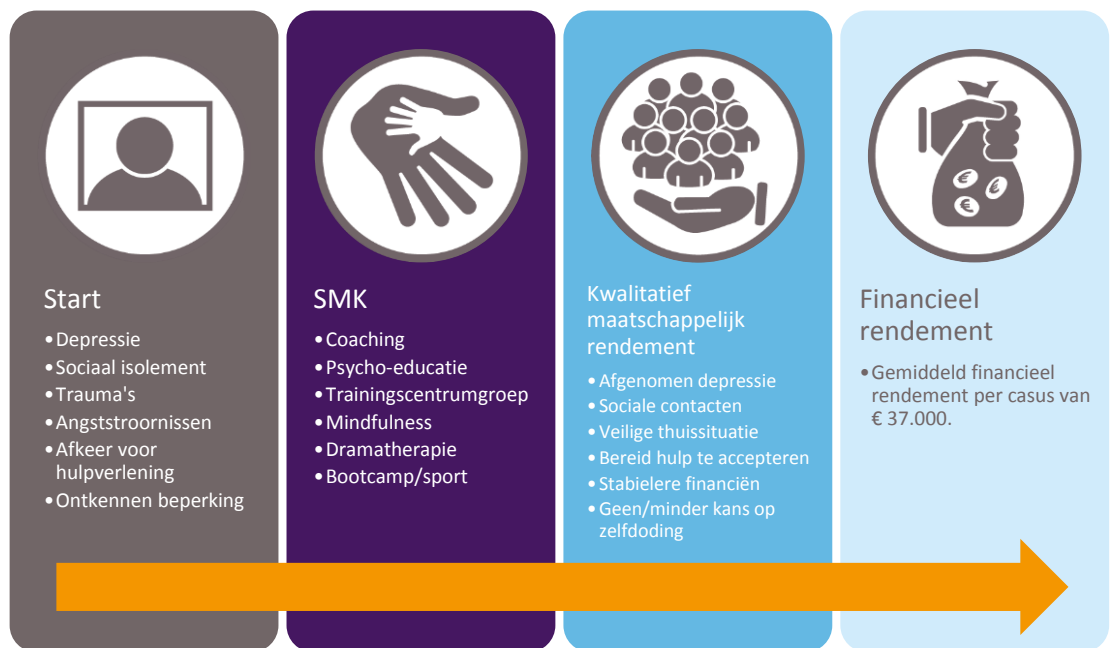 Start
•Depressie
•Sociaal isolement
•Trauma's
•Angststroornissen
•Afkeer voor
hulpverlening
•Ontkennen beperking
SMK
•Coaching
•Psycho-educatie
•Trainingscentrumgroep
•Mindfulness
•Dramatherapie
•Bootcamp/sport
Kwalitatief
maatschappelijk
rendement
•Afgenomen depressie
•Sociale contacten
•Veilige thuissituatie
•Bereid hulp te accepteren
•Stabielere financiën
•Geen/minder kans op
zelfdoding
Financieel
rendement
•Gemiddeld financieel
rendement per casus van
€ 37.000.
€
€
€